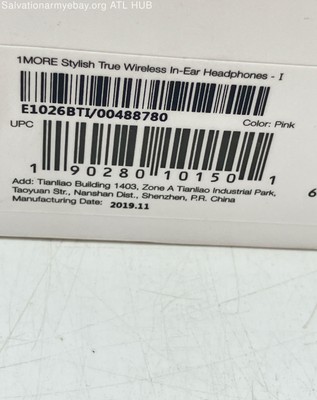 Salvationarmyebay.org ATL HUB
1MORE Stylish True Wireless In-Ear Headphones - I
E1026BTI/00488780
UPC Color: Pink
1 90280 10150 1
6
Add: Tianliao Building 1403, Zone A Tianliao Industrial Park,
Taoyuan Str., Nanshan Dist., Shenzhen, P.R. China
Manufacturing Date: 2019.11